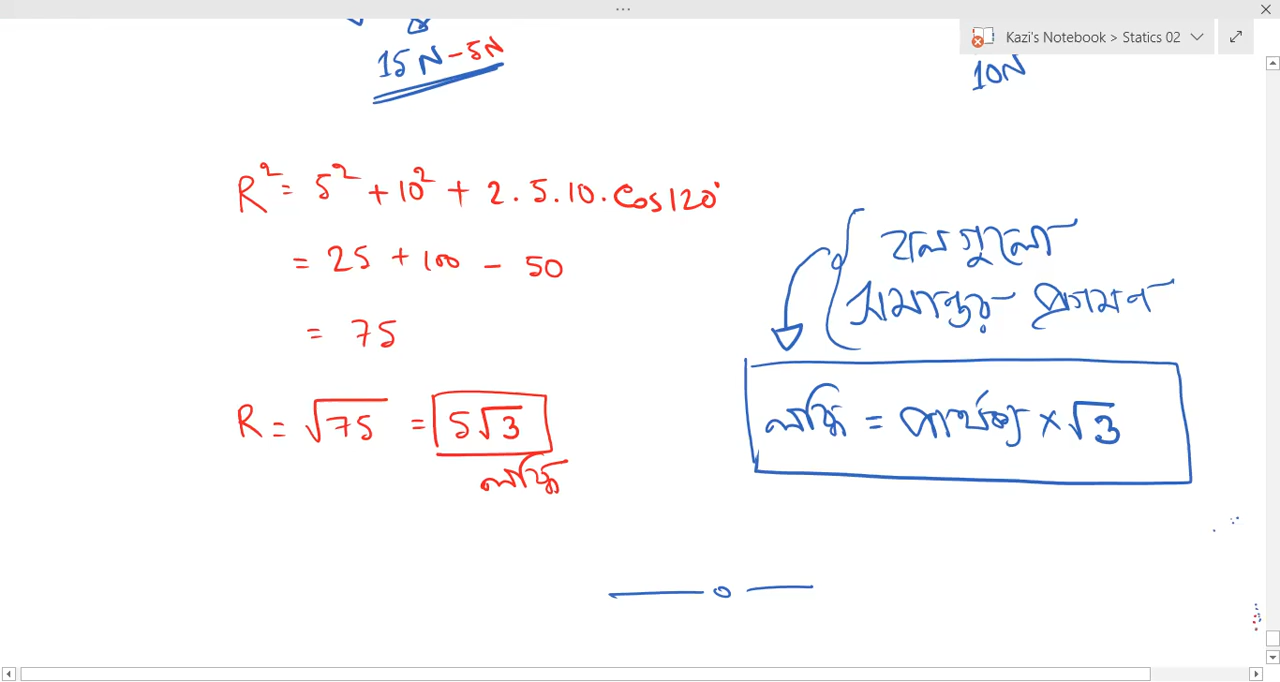 Kazi's Notebook > Statics 02
15N - 5N
10N
R² = 5² + 10² + 2 . 5 . 10 . Cos120°
= 25 + 100 - 50
= 75
R = √75 = 5√3
লব্ধি
বল গুলো
সমান্তর প্রগমণ
লব্ধি = পার্থক্য × √3